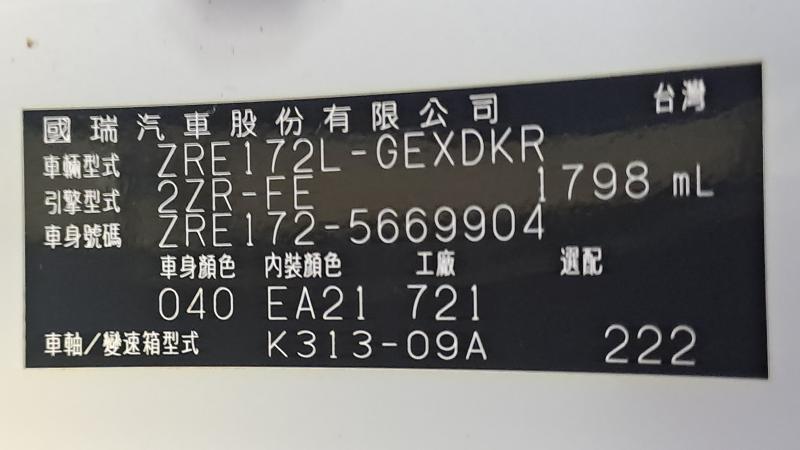 國瑞汽車股份有限公司 台灣
車輛型式 ZRE172L-GEXDKR
引擎型式 2ZR-FE 1798 mL
車身號碼 ZRE172-5669904
車身顏色 內裝顏色 工廠 選配
040 EA21 721
車軸/變速箱型式 K313-09A 222